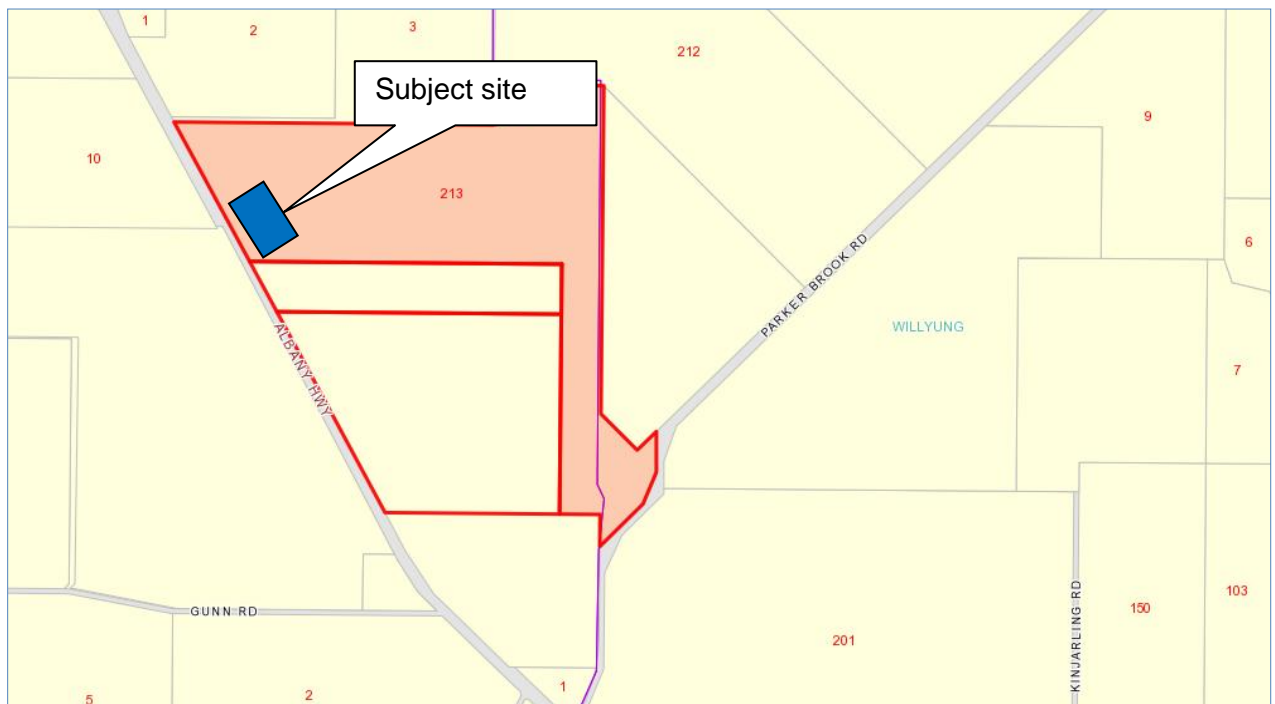 1
2
3
212
Subject site
9
10
213
6
PARKER BROOK RD
WILLYUNG
ALBANY HWY
7
GUNN RD
KINJARLING RD
150
103
201
1
5
2